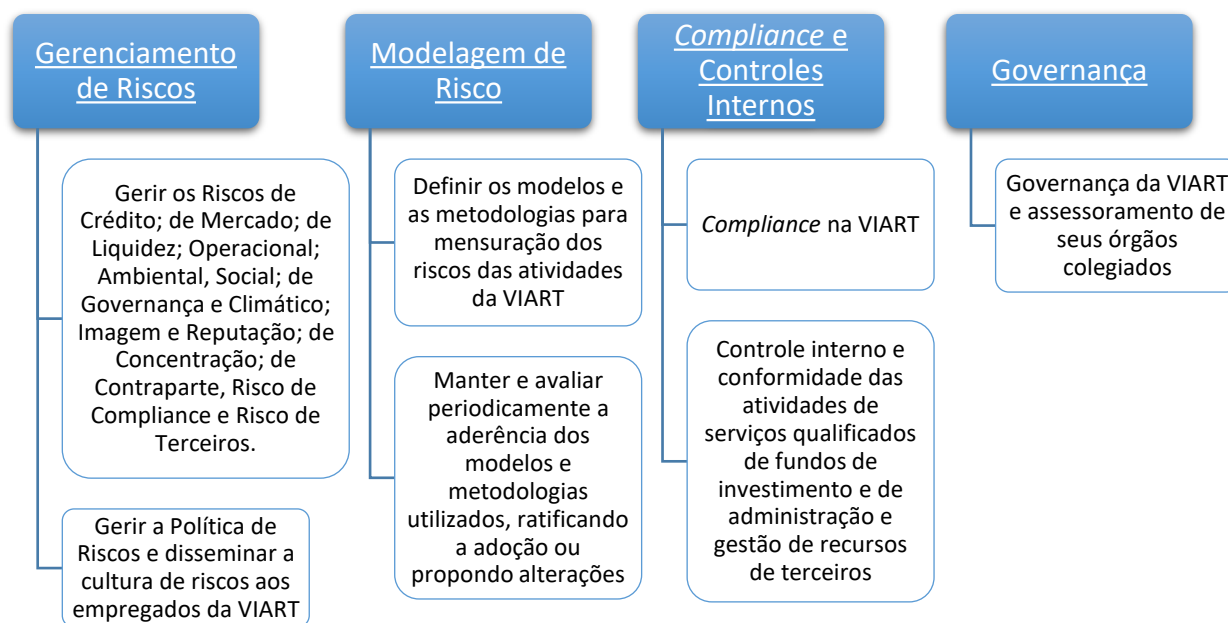 Gerenciamento
de Riscos
Gerir os Riscos de
Crédito; de Mercado; de
Liquidez; Operacional;
Ambiental, Social; de
Governança e Climático;
Imagem e Reputação; de
Concentração; de
Contraparte, Risco de
Compliance e Risco de
Terceiros.
Gerir a Política de
Riscos e disseminar a
cultura de riscos aos
empregados da VIART
Modelagem de
Risco
Definir os modelos e
as metodologias para
mensuração dos
riscos das atividades
da VIART
Manter e avaliar
periodicamente a
aderência dos
modelos e
metodologias
utilizados, ratificando
a adoção ou
propondo alterações
Compliance e
Controles
Internos
Compliance na VIART
Controle interno e
conformidade das
atividades de
serviços qualificados
de fundos de
investimento e de
administração e
gestão de recursos
de terceiros
Governança
Governança da VIART
e assessoramento de
seus órgãos
colegiados